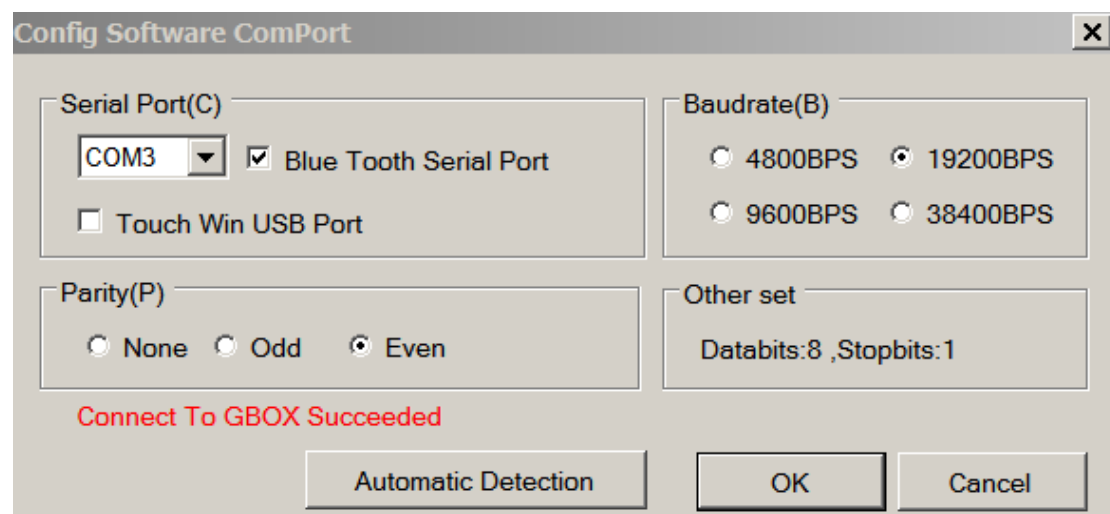 Config Software ComPort
Serial Port(C)
COM3
Blue Tooth Serial Port
Touch Win USB Port
Baudrate(B)
4800BPS
19200BPS
9600BPS
38400BPS
Parity(P)
None
Odd
Even
Other set
Databits:8 ,Stopbits:1
Connect To GBOX Succeeded
Automatic Detection
OK
Cancel